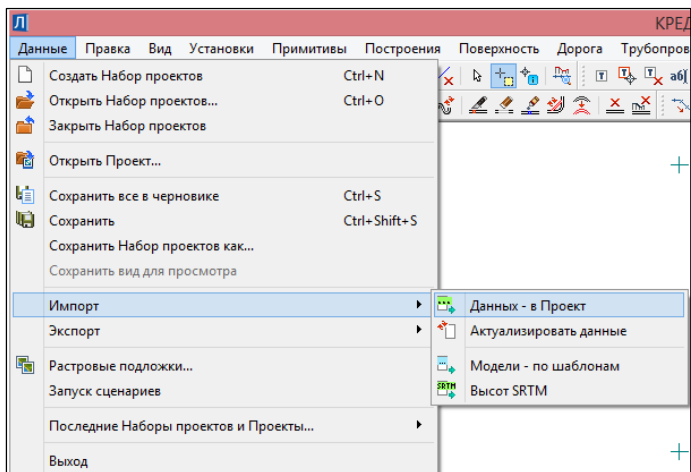 Л КРЕД
Данные Правка Вид Установки Примитивы Построения Поверхность Дорога Трубопров
Создать Набор проектов Ctrl+N
Открыть Набор проектов... Ctrl+O
Закрыть Набор проектов
Открыть Проект...
Сохранить все в черновике Ctrl+S
Сохранить Ctrl+Shift+S
Сохранить Набор проектов как...
Сохранить вид для просмотра
Импорт
Экспорт
Растровые подложки...
Запуск сценариев
Последние Наборы проектов и Проекты...
Выход
Данных - в Проект
Актуализировать данные
Модели - по шаблонам
SRTM Высот SRTM